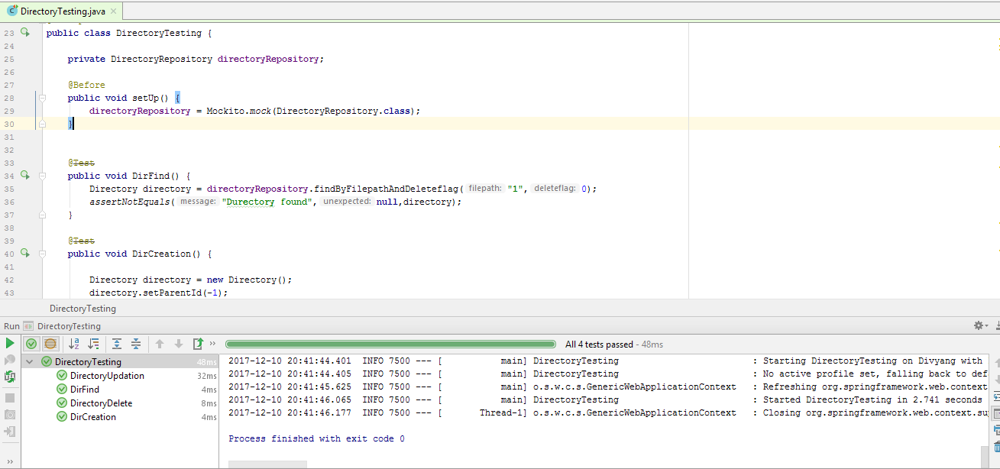 DirectoryTesting.java
23 public class DirectoryTesting {
24
25 private DirectoryRepository directoryRepository;
26
27 @Before
28 public void setUp() {
29 directoryRepository = Mockito.mock(DirectoryRepository.class);
30 }
31
32
33 @Test
34 public void DirFind() {
35 Directory directory = directoryRepository.findByFilepathAndDeleteflag( filepath: "1", deleteflag: 0);
36 assertNotEquals( message: "Durectory found", unexpected: null,directory);
37 }
38
39 @Test
40 public void DirCreation() {
41
42 Directory directory = new Directory();
43 directory.setParentId(-1);
DirectoryTesting
Run DirectoryTesting
All 4 tests passed - 48ms
DirectoryTesting 48ms
DirectoryUpdation 32ms
DirFind 4ms
DirectoryDelete 8ms
DirCreation 4ms
2017-12-10 20:41:44.401 INFO 7500 --- [ main] DirectoryTesting : Starting DirectoryTesting on Divyang with
2017-12-10 20:41:44.405 INFO 7500 --- [ main] DirectoryTesting : No active profile set, falling back to def
2017-12-10 20:41:45.625 INFO 7500 --- [ main] o.s.w.c.s.GenericWebApplicationContext : Refreshing org.springframework.web.context
2017-12-10 20:41:46.065 INFO 7500 --- [ main] DirectoryTesting : Started DirectoryTesting in 2.741 seconds
2017-12-10 20:41:46.177 INFO 7500 --- [ Thread-1] o.s.w.c.s.GenericWebApplicationContext : Closing org.springframework.web.context.su
Process finished with exit code 0